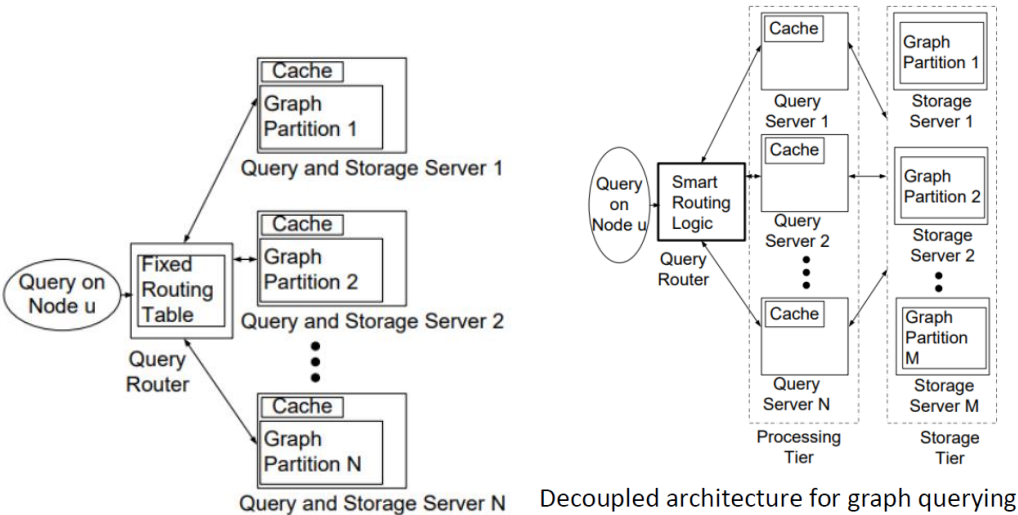 Cache
Graph
Partition 1
Query and Storage Server 1
Cache
Graph
Partition 2
Query and Storage Server 2
Query on
Node u
Fixed
Routing
Table
Query
Router
Cache
Graph
Partition N
Query and Storage Server N
Cache
Query
Server 1
Graph
Partition 1
Storage
Server 1
Query
on
Node u
Smart
Routing
Logic
Query
Router
Cache
Query
Server 2
Graph
Partition 2
Storage
Server 2
Cache
Query
Server N
Graph
Partition
M
Storage
Server M
Processing
Tier
Storage
Tier
Decoupled architecture for graph querying